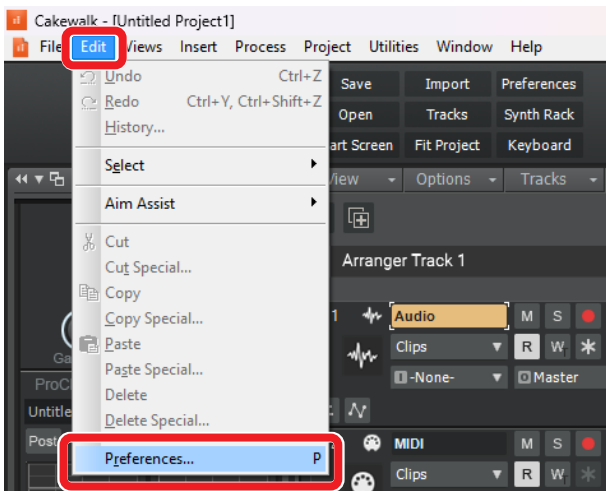 Cakewalk - [Untitled Project1]
File Edit Views Insert Process Project Utilities Window Help
Undo Ctrl+Z
Redo Ctrl+Y, Ctrl+Shift+Z
History...
Select
Aim Assist
Cut
Cut Special...
Copy
Copy Special...
Paste
Paste Special...
Delete
Delete Special...
Preferences... P
Save Import Preferences
Open Tracks Synth Rack
art Screen Fit Project Keyboard
View Options Tracks
Arranger Track 1
1 Audio M S
Clips R W
-None- Master
MIDI M S
Clips R W
Ga
ProC
Untitle
Post